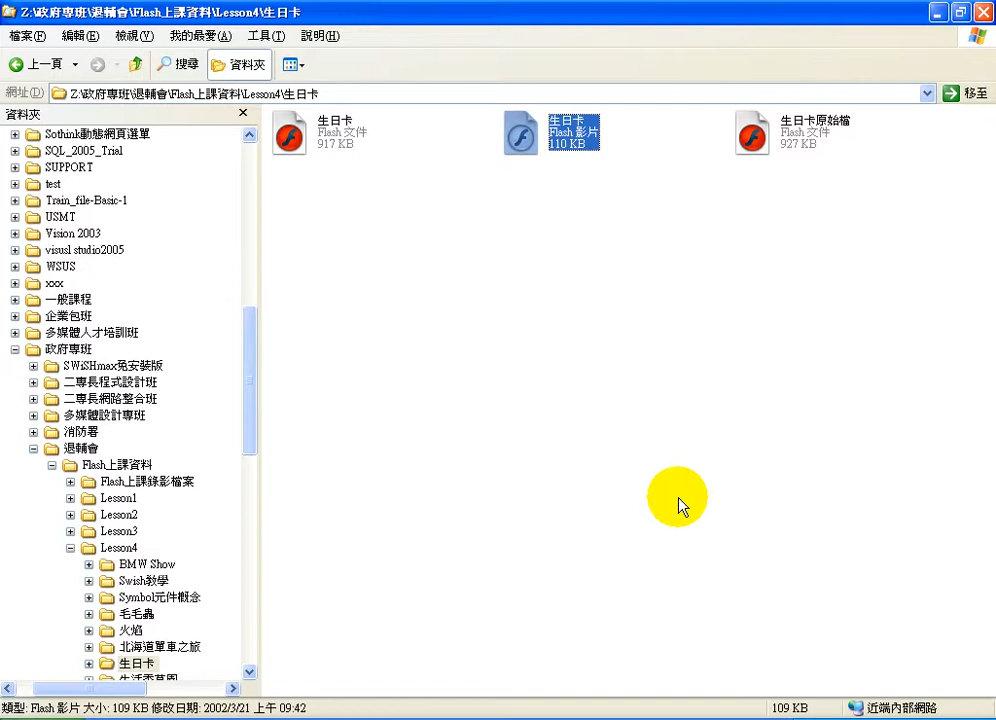 Z:\政府專班\退輔會\Flash上課資料\Lesson4\生日卡
檔案(F) 編輯(E) 檢視(V) 我的最愛(A) 工具(T) 說明(H)
上一頁 搜尋 資料夾
網址(D) Z:\政府專班\退輔會\Flash上課資料\Lesson4\生日卡 移至
資料夾
Sothink動態網頁選單
SQL_2005_Trial
SUPPORT
test
Train_file-Basic-1
USMT
Vision 2003
visusl studio2005
WSUS
xxx
一般課程
企業包班
多媒體人才培訓班
政府專班
SWiSHmax免安裝版
二專長程式設計班
二專長網路整合班
多媒體設計專班
消防署
退輔會
Flash上課資料
Flash上課錄影檔案
Lesson1
Lesson2
Lesson3
Lesson4
BMW Show
Swish教學
Symbol元件概念
毛毛蟲
火焰
北海道單車之旅
生日卡
生日卡
Flash 文件
917 KB
生日卡
Flash 影片
110 KB
生日卡原始檔
Flash 文件
927 KB
類型: Flash 影片 大小: 109 KB 修改日期: 2002/3/21 上午 09:42
109 KB
近端內部網路